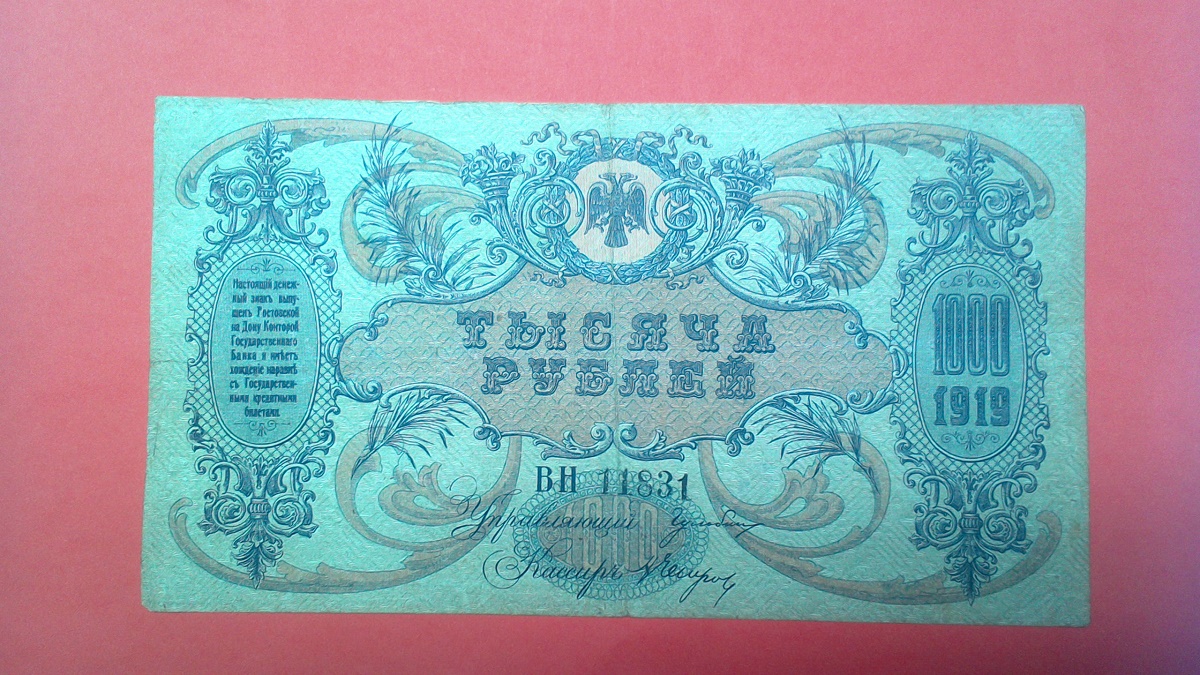 Настоящій денеж-
ный знакъ выпу-
щенъ Ростовской
на Дону Конторой
Государственнаго
Банка и имѣетъ
хожденіе наравнѣ
съ Государствен-
ными кредитными
билетами.
ТЫСЯЧА
РУБЛЕЙ
1000
1919
ВН 11831
Управляющій
1000
Кассиръ